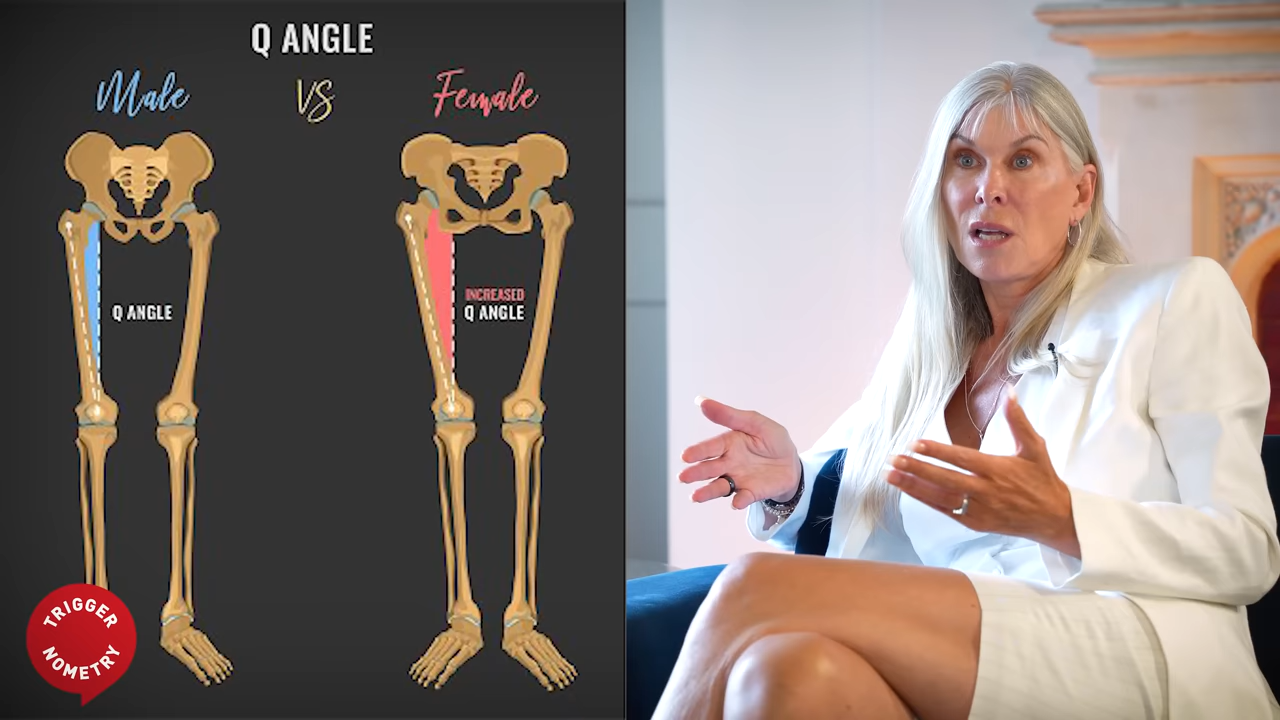 Q ANGLE
Male
VS
Female
Q ANGLE
INCREASED
Q ANGLE
TRIGGER
NOMETRY